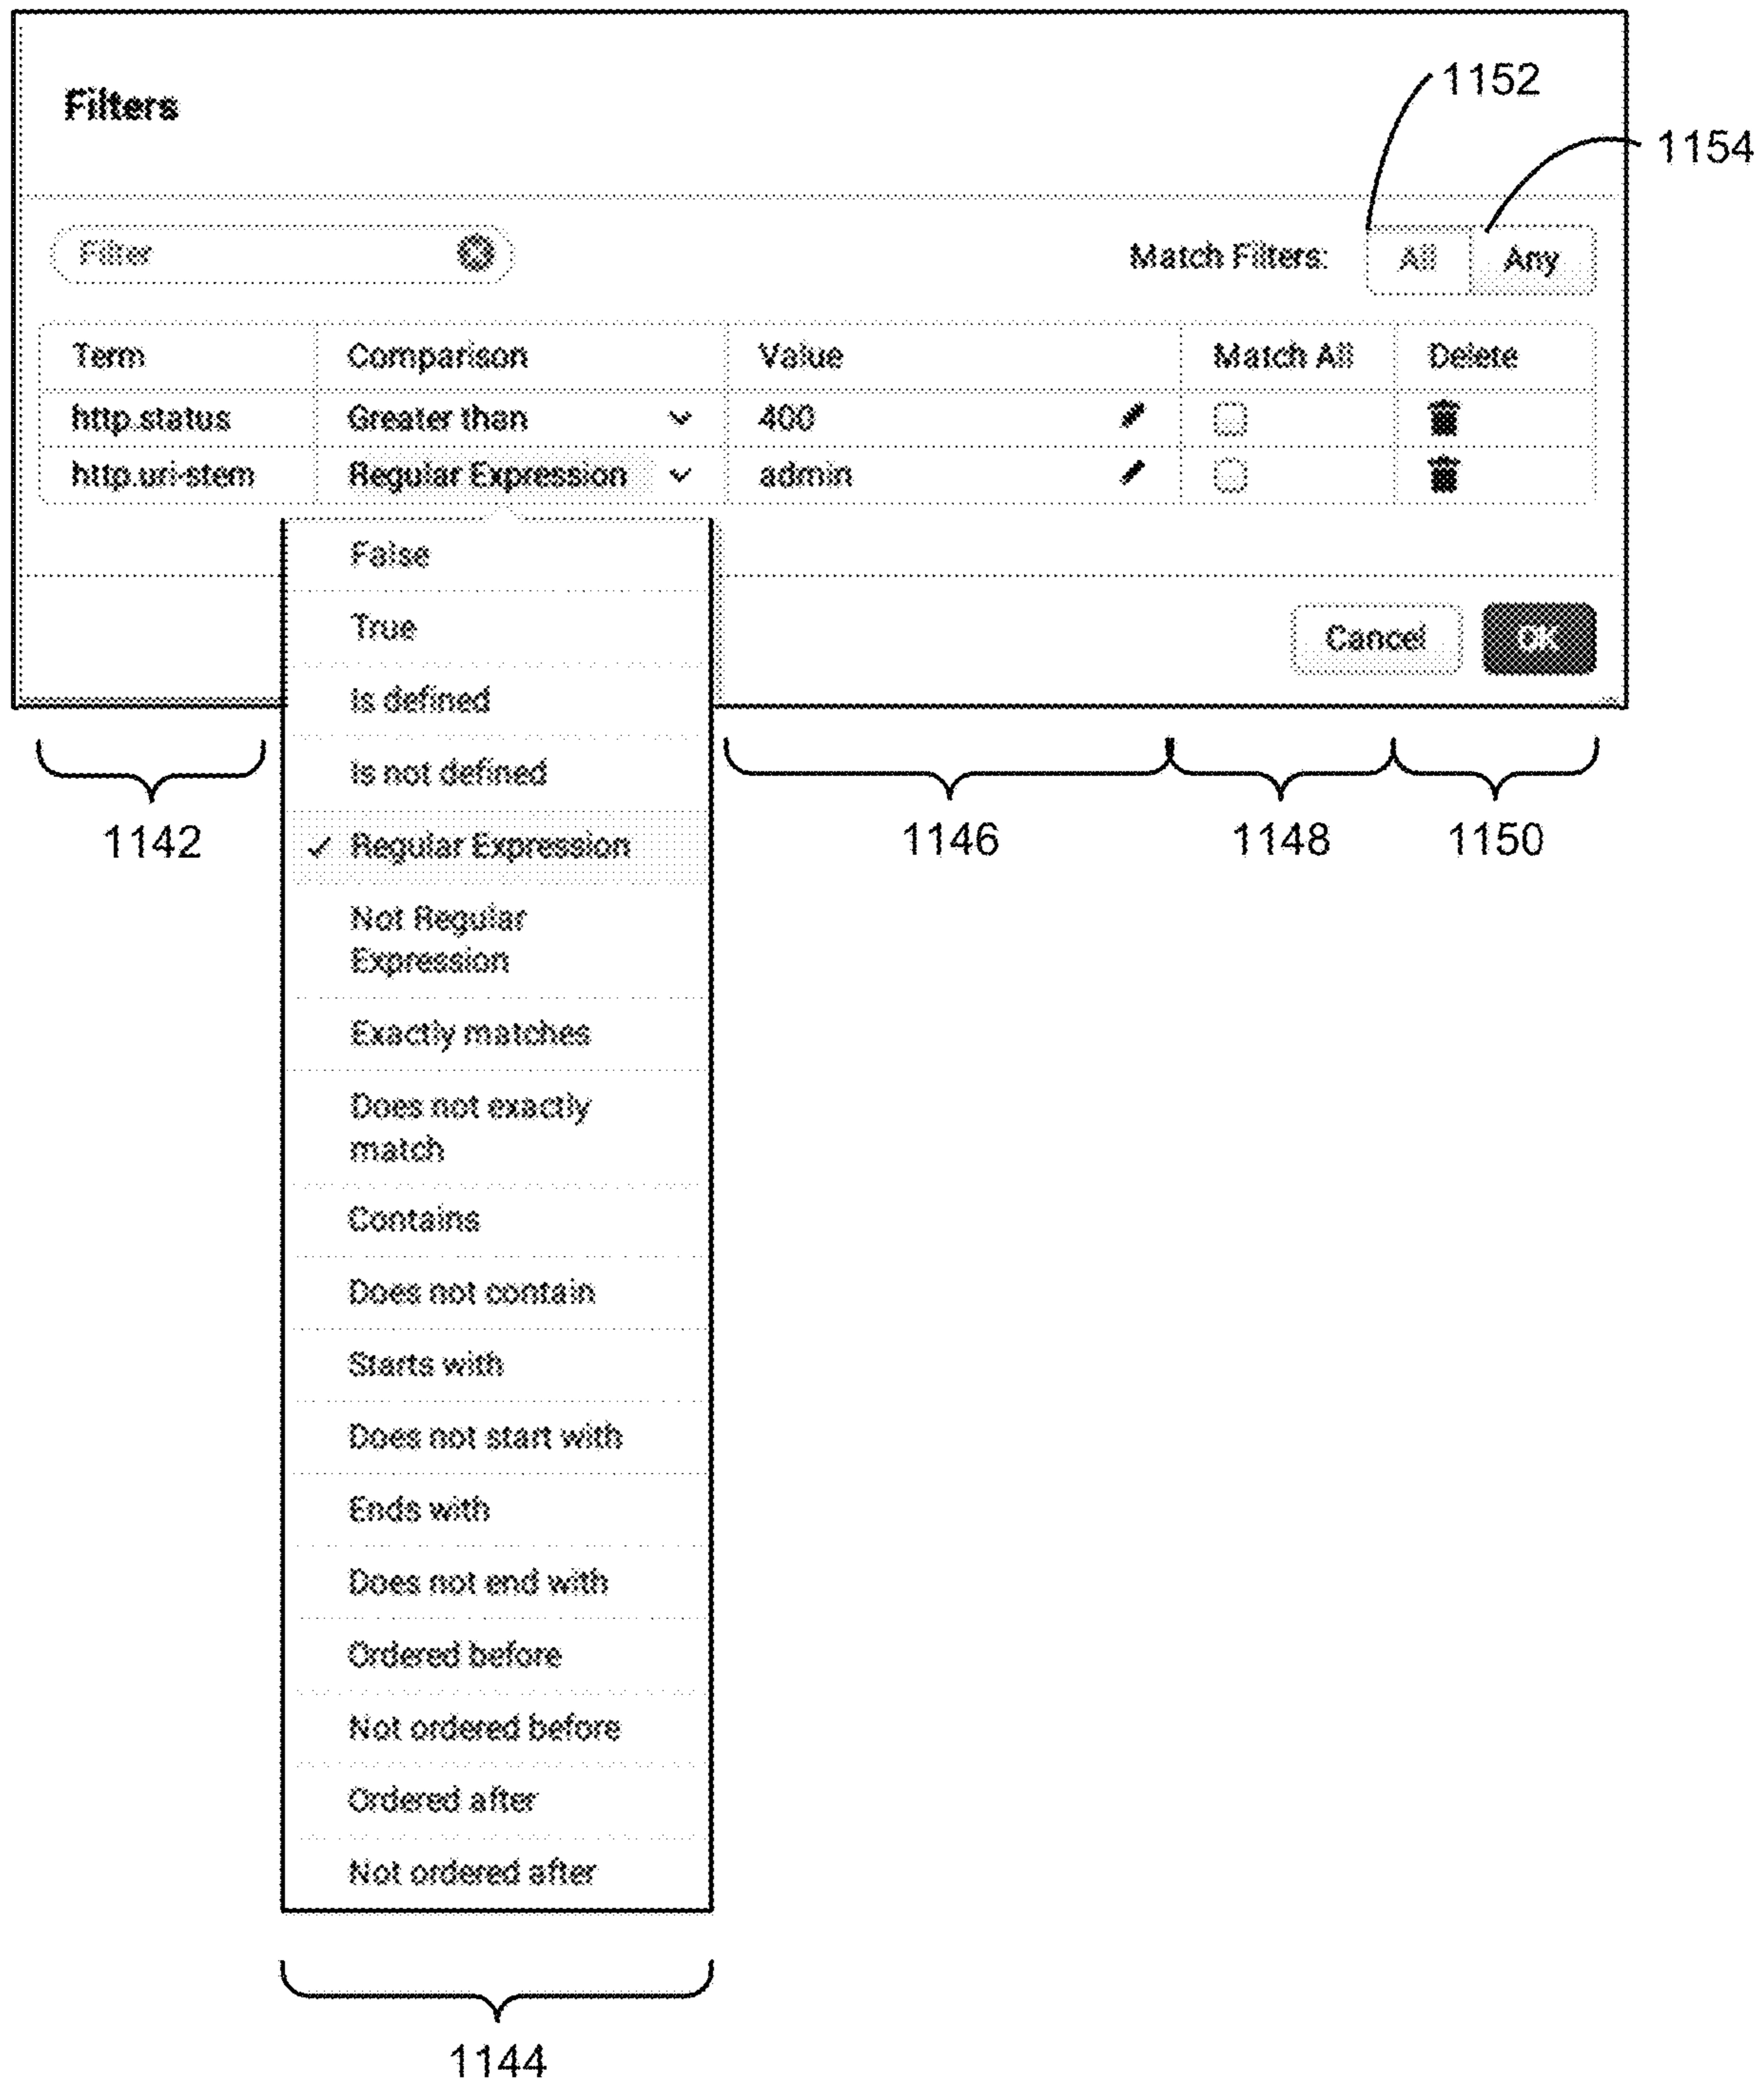 1152
1154
Filters
Filter
Match Filters: All Any
Term Comparison Value Match All Delete
http.status Greater than 400
http.uri-stem Regular Expression admin
False
True
Is defined
Is not defined
Regular Expression
Not Regular
Expression
Exactly matches
Does not exactly
match
Contains
Does not contain
Starts with
Does not start with
Ends with
Does not end with
Ordered before
Not ordered before
Ordered after
Not ordered after
Cancel OK
1142 1146 1148 1150
1144